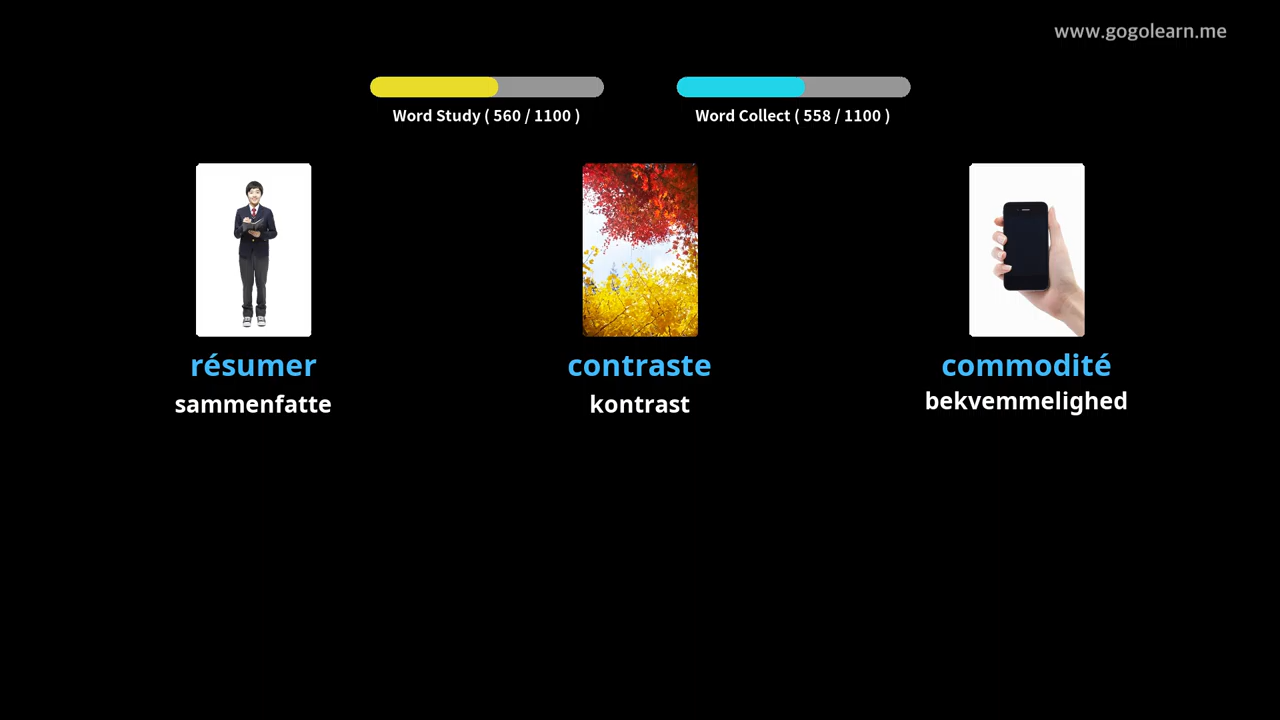 www.gogolearn.me
Word Study ( 560 / 1100 )
Word Collect ( 558 / 1100 )
résumer
contraste
commodité
sammenfatte
kontrast
bekvemmelighed